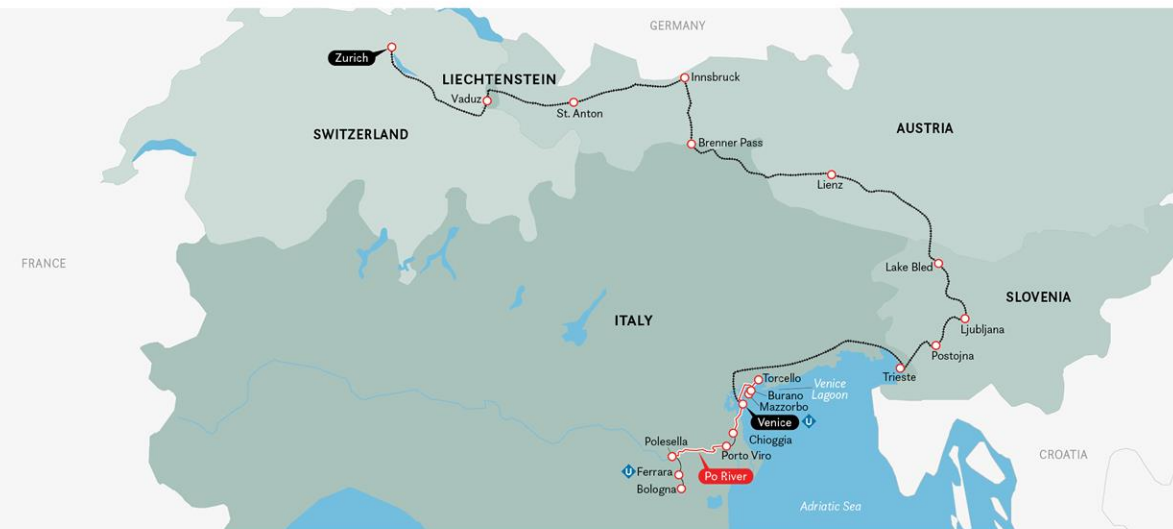 GERMANY
Zurich
LIECHTENSTEIN
Innsbruck
Vaduz
St. Anton
AUSTRIA
SWITZERLAND
Brenner Pass
Lienz
FRANCE
Lake Bled
SLOVENIA
ITALY
Ljubljana
Postojna
Trieste
Torcello
Venice
Lagoon
Burano
Mazzorbo
Venice U
Chioggia
Polesella
Porto Viro
CROATIA
U Ferrara
Po River
Bologna
Adriatic Sea